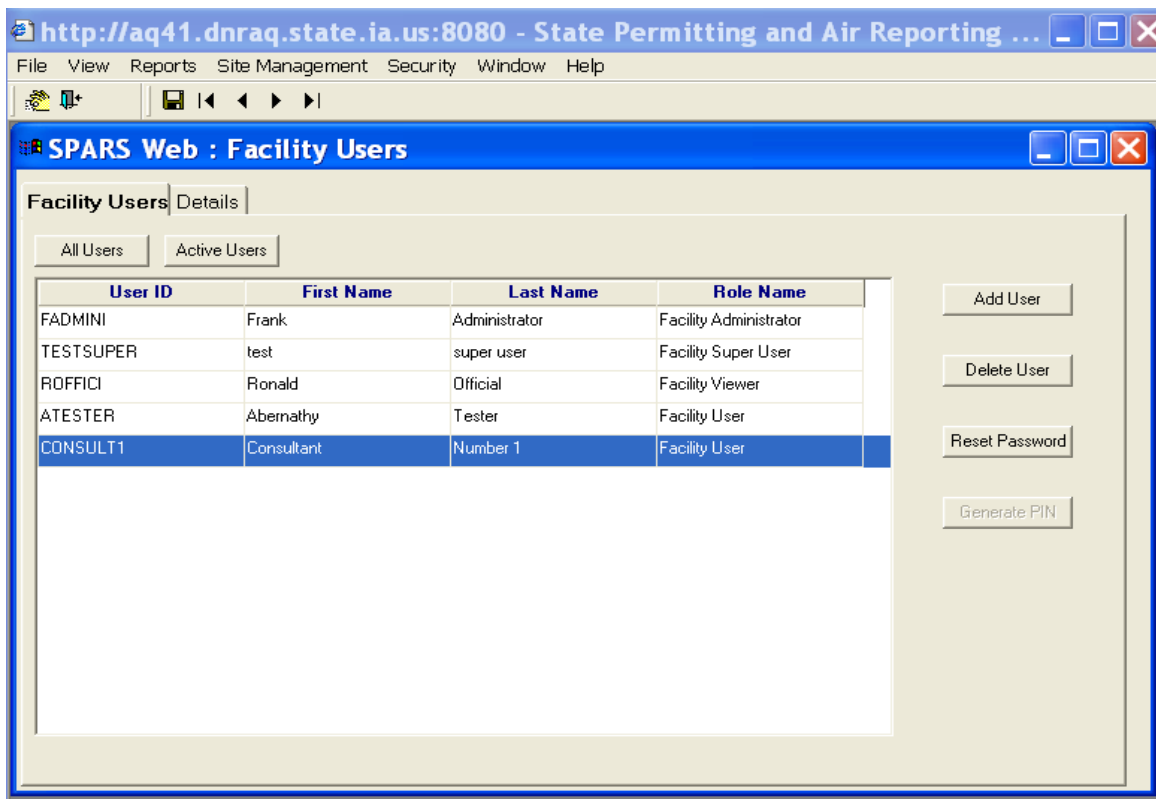 http://aq41.dnraq.state.ia.us:8080 - State Permitting and Air Reporting ...
File View Reports Site Management Security Window Help
SPARS Web : Facility Users
Facility Users Details
All Users Active Users
User ID First Name Last Name Role Name
FADMINI Frank Administrator Facility Administrator
TESTSUPER test super user Facility Super User
ROFFICI Ronald Official Facility Viewer
ATESTER Abernathy Tester Facility User
CONSULT1 Consultant Number 1 Facility User
Add User
Delete User
Reset Password
Generate PIN